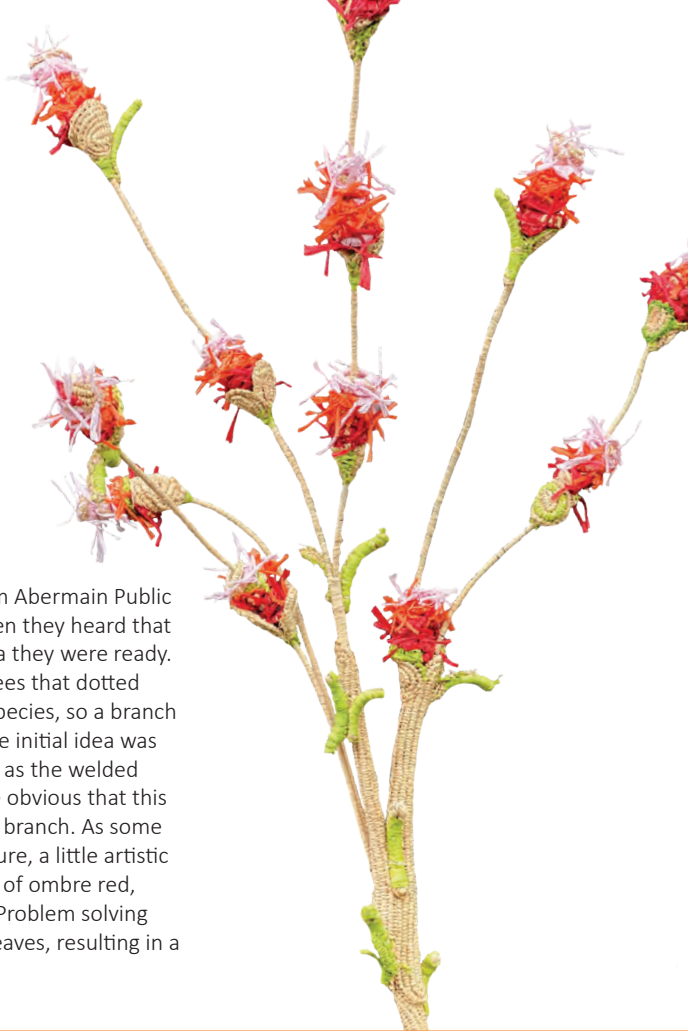 Abermain Public
en they heard that
they were ready.
ees that dotted
pecies, so a branch
initial idea was
as the welded
obvious that this
branch. As some
ure, a little artistic
of ombre red,
Problem solving
eaves, resulting in a